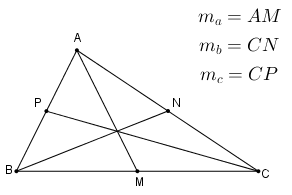 m_a = AM
m_b = CN
m_c = CP
A
P
N
B
M
C